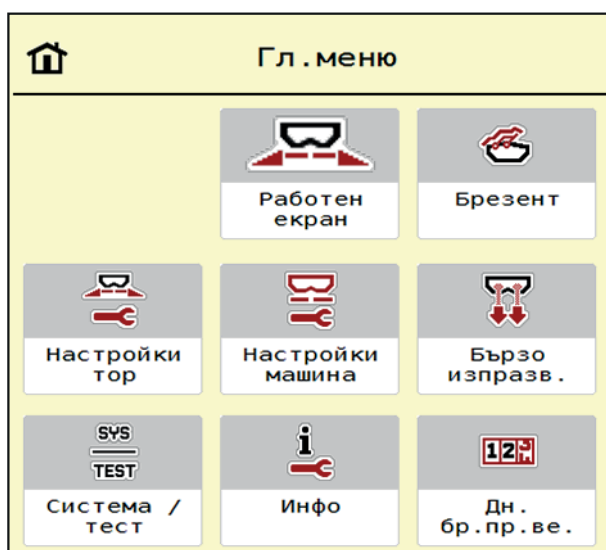 Гл.меню
Работен
екран
Брезент
Настройки
тор
Настройки
машина
Бързо
изпразв.
SYS
TEST
Система /
тест
i
Инфо
12
Дн.
бр.пр.ве.